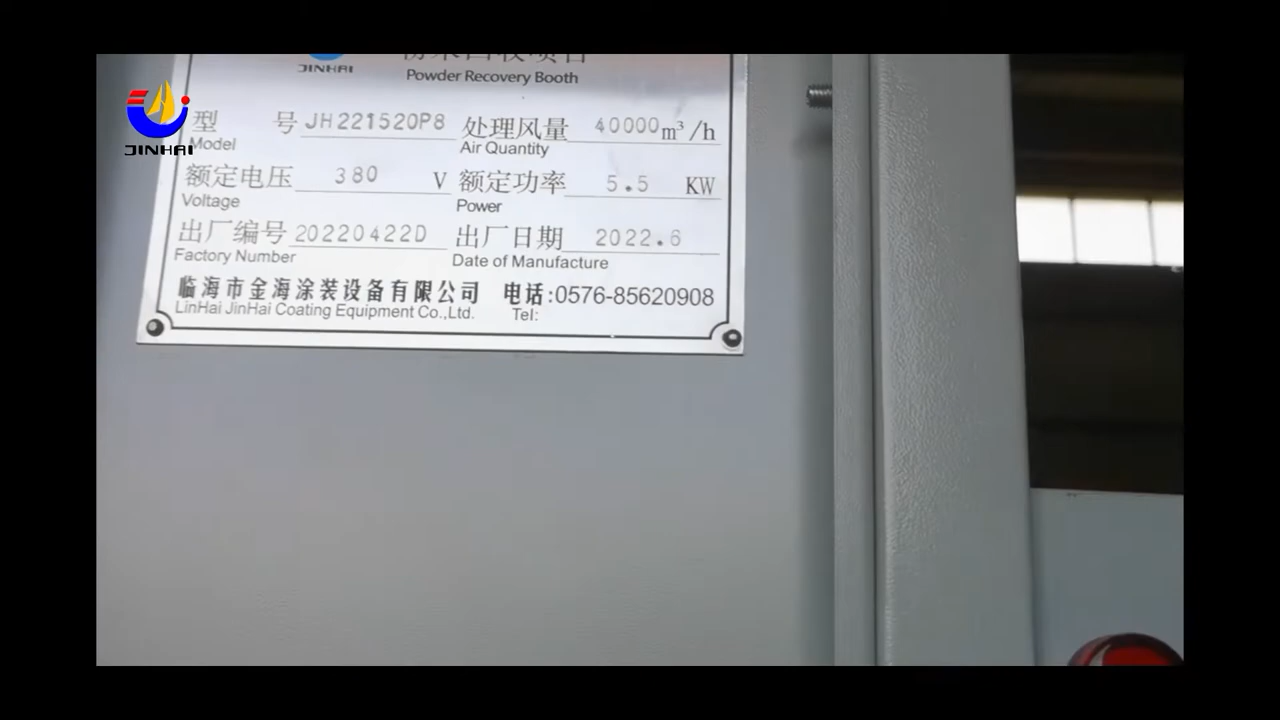 JINHAI
Powder Recovery Booth
JINHAI
型 号 JH221520P8 处理风量 40000 m³/h
Model Air Quantity
额定电压 380 V 额定功率 5.5 KW
Voltage Power
出厂编号 20220422D 出厂日期 2022.6
Factory Number Date of Manufacture
临海市金海涂装设备有限公司 电话:0576-85620908
LinHai JinHai Coating Equipment Co.,Ltd. Tel: